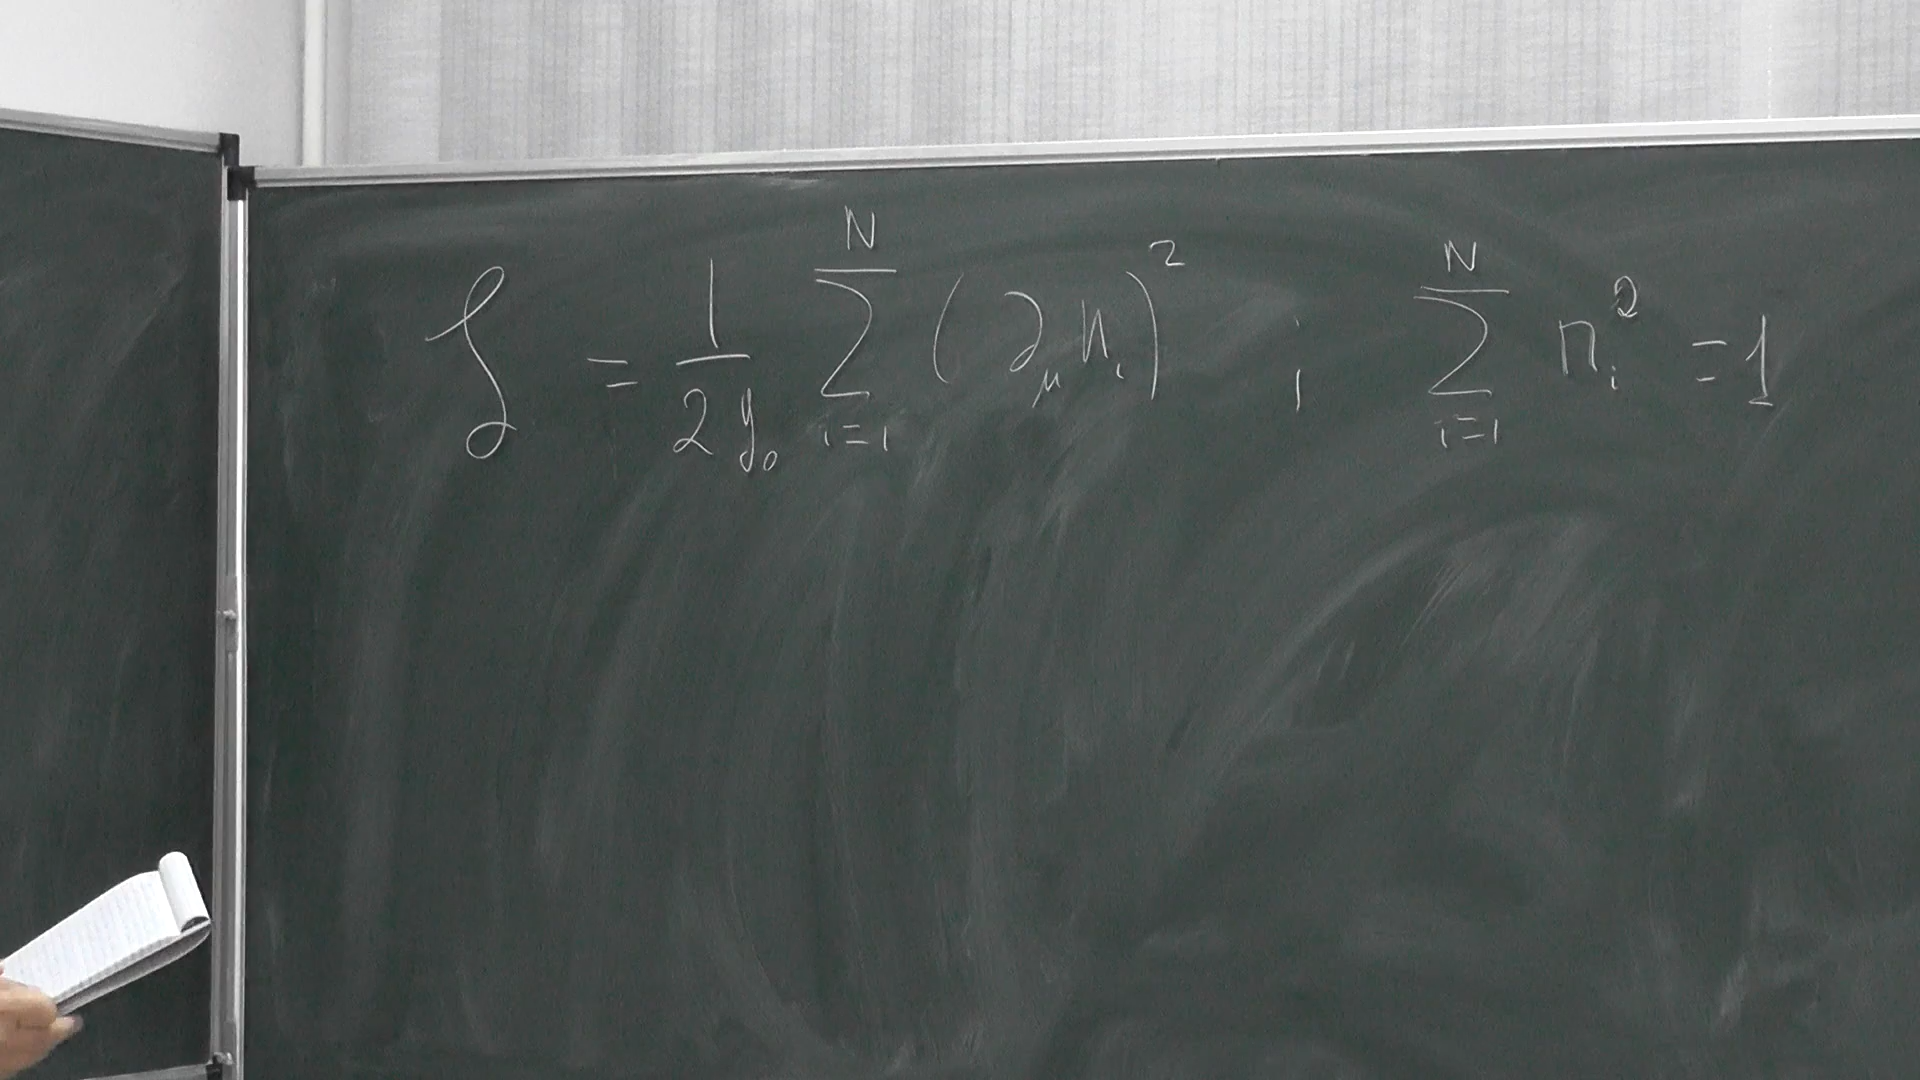 ℒ = 1/(2g₀) ∑_{i=1}^{N} (∂_μ n_i)² ; ∑_{i=1}^{N} n_i² = 1